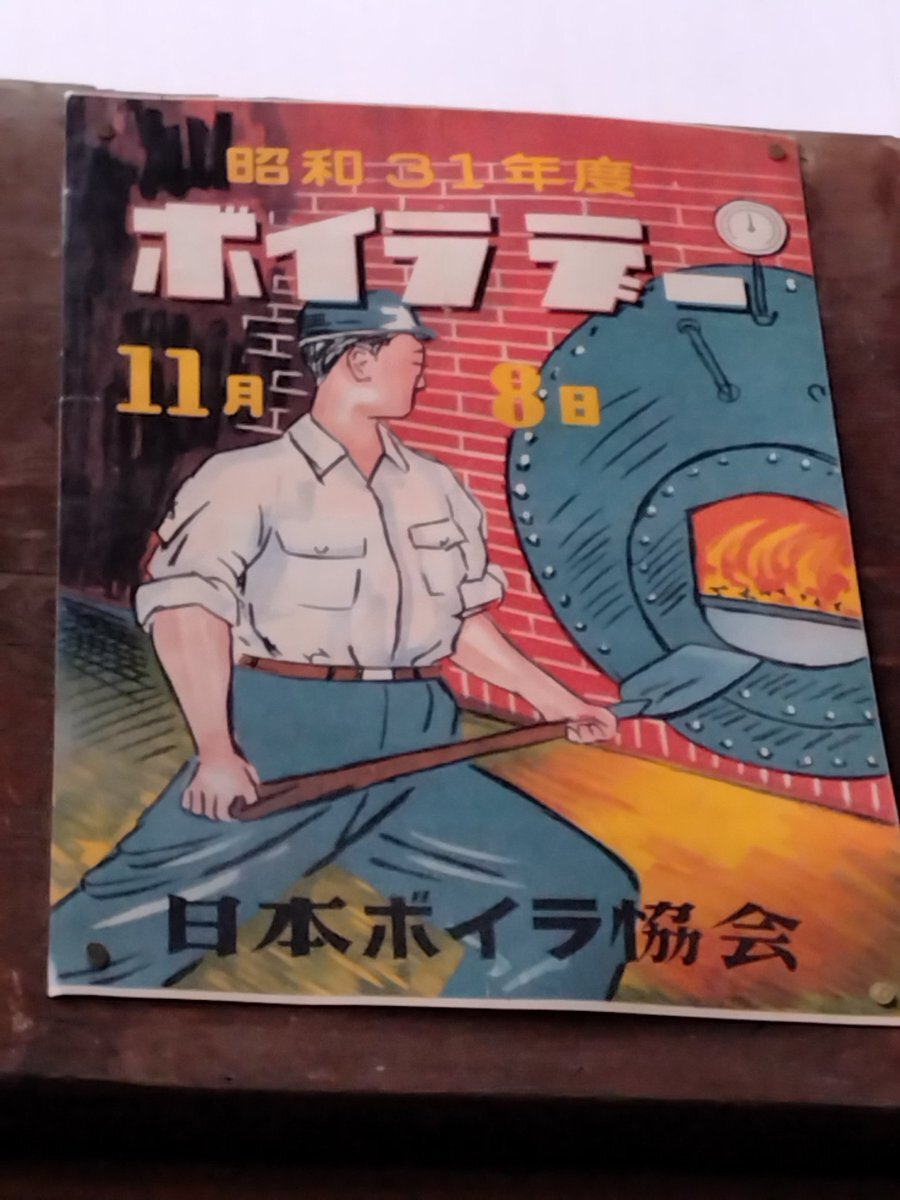 昭和31年度
ボイラデー
11月 8日
日本ボイラ協会